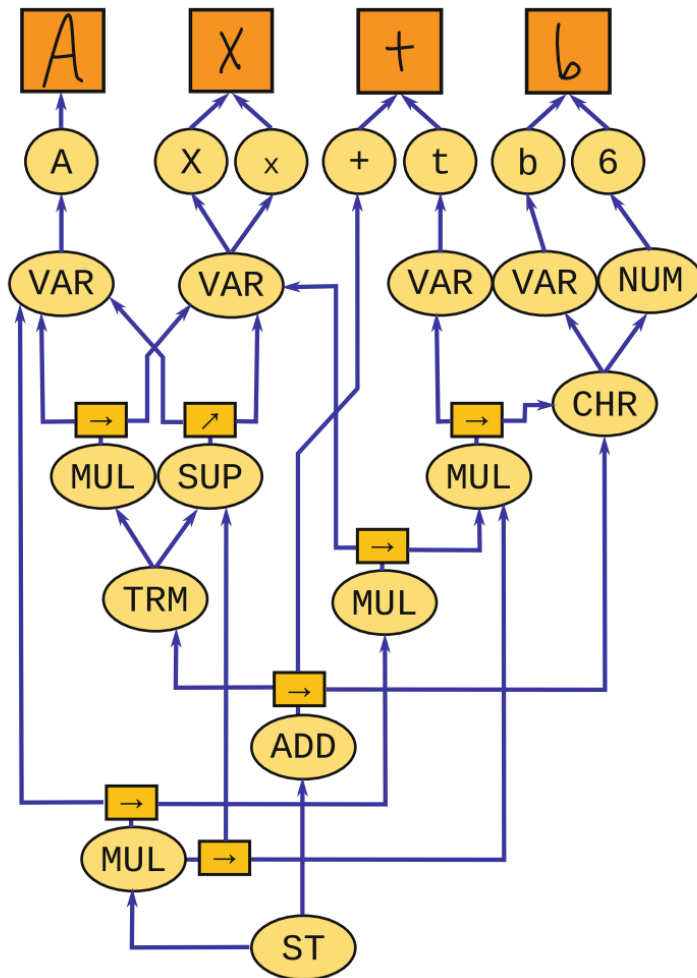 A X + b
A X x + t b 6
VAR VAR VAR VAR NUM
→ ↗ → CHR
MUL SUP MUL
→
TRM MUL
→
ADD
→
MUL →
ST